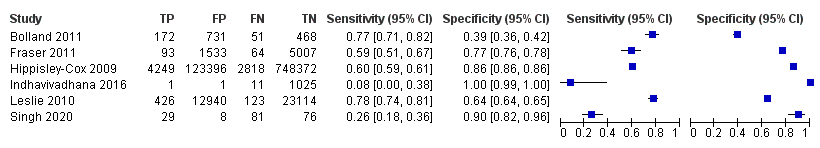 Study TP FP FN TN Sensitivity (95% CI) Specificity (95% CI) Sensitivity (95% CI) Specificity (95% CI)
Bolland 2011 172 731 51 468 0.77 [0.71, 0.82] 0.39 [0.36, 0.42]
Fraser 2011 93 1533 64 5007 0.59 [0.51, 0.67] 0.77 [0.76, 0.78]
Hippisley-Cox 2009 4249 123396 2818 748372 0.60 [0.59, 0.61] 0.86 [0.86, 0.86]
Indhavivadhana 2016 1 1 11 1025 0.08 [0.00, 0.38] 1.00 [0.99, 1.00]
Leslie 2010 426 12940 123 23114 0.78 [0.74, 0.81] 0.64 [0.64, 0.65]
Singh 2020 29 8 81 76 0.26 [0.18, 0.36] 0.90 [0.82, 0.96]
0 0.2 0.4 0.6 0.8 1 0 0.2 0.4 0.6 0.8 1